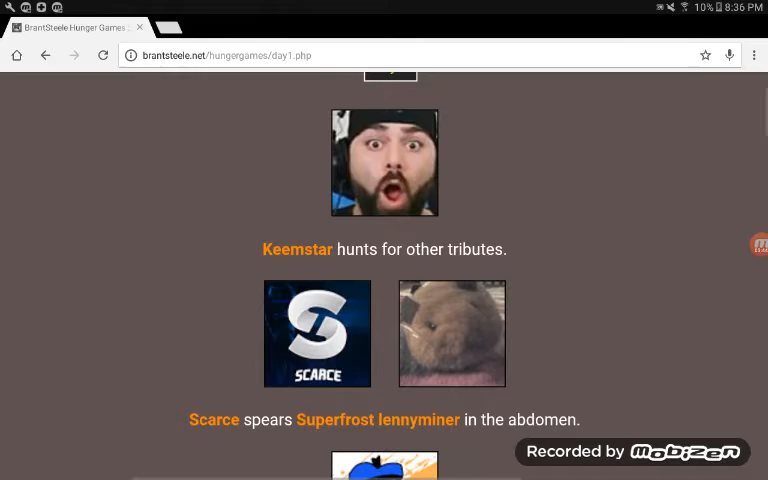 10% 8:36 PM
BrantSteele Hunger Games
brantsteele.net/hungergames/day1.php
Keemstar hunts for other tributes.
SCARCE
Scarce spears Superfrost lennyminer in the abdomen.
Recorded by mobizen